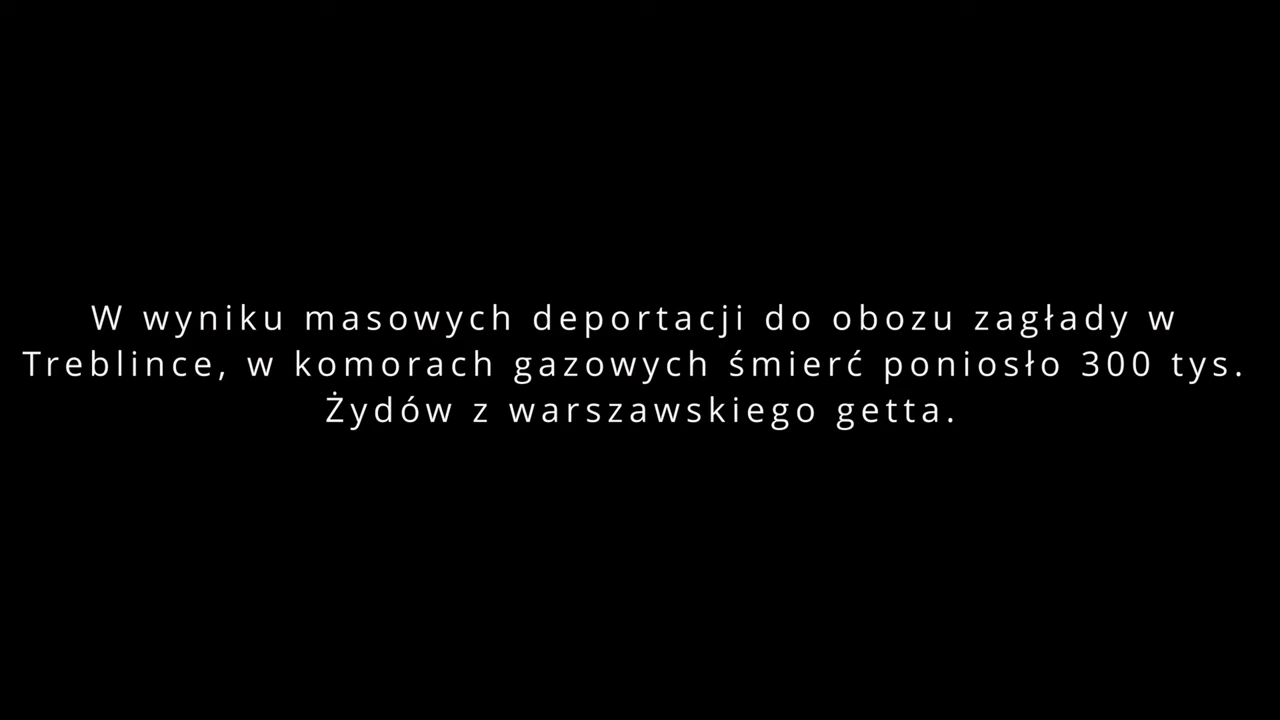 W wyniku masowych deportacji do obozu zagłady w
Treblince, w komorach gazowych śmierć poniosło 300 tys.
Żydów z warszawskiego getta.